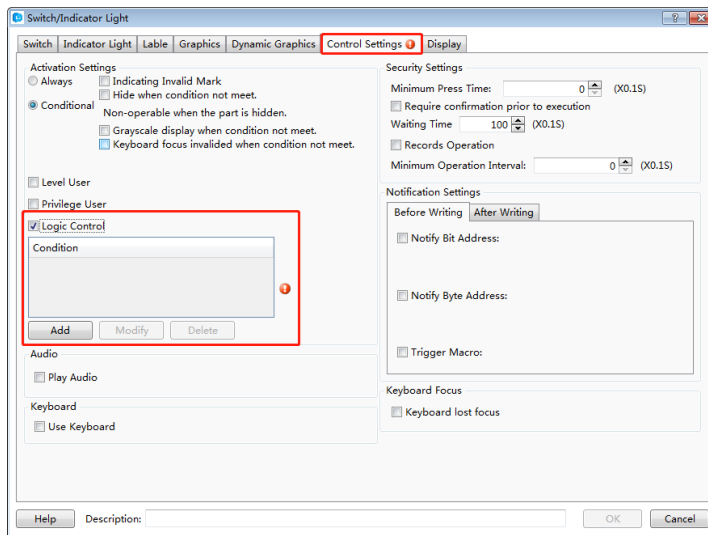 Switch/Indicator Light
Switch Indicator Light Lable Graphics Dynamic Graphics Control Settings Display
Activation Settings
Always
Indicating Invalid Mark
Hide when condition not meet.
Conditional
Non-operable when the part is hidden.
Grayscale display when condition not meet.
Keyboard focus invalided when condition not meet.
Level User
Privilege User
Logic Control
Condition
Add Modify Delete
Audio
Play Audio
Keyboard
Use Keyboard
Security Settings
Minimum Press Time: 0 (X0.1S)
Require confirmation prior to execution
Waiting Time 100 (X0.1S)
Records Operation
Minimum Operation Interval: 0 (X0.1S)
Notification Settings
Before Writing After Writing
Notify Bit Address:
Notify Byte Address:
Trigger Macro:
Keyboard Focus
Keyboard lost focus
Help Description: OK Cancel